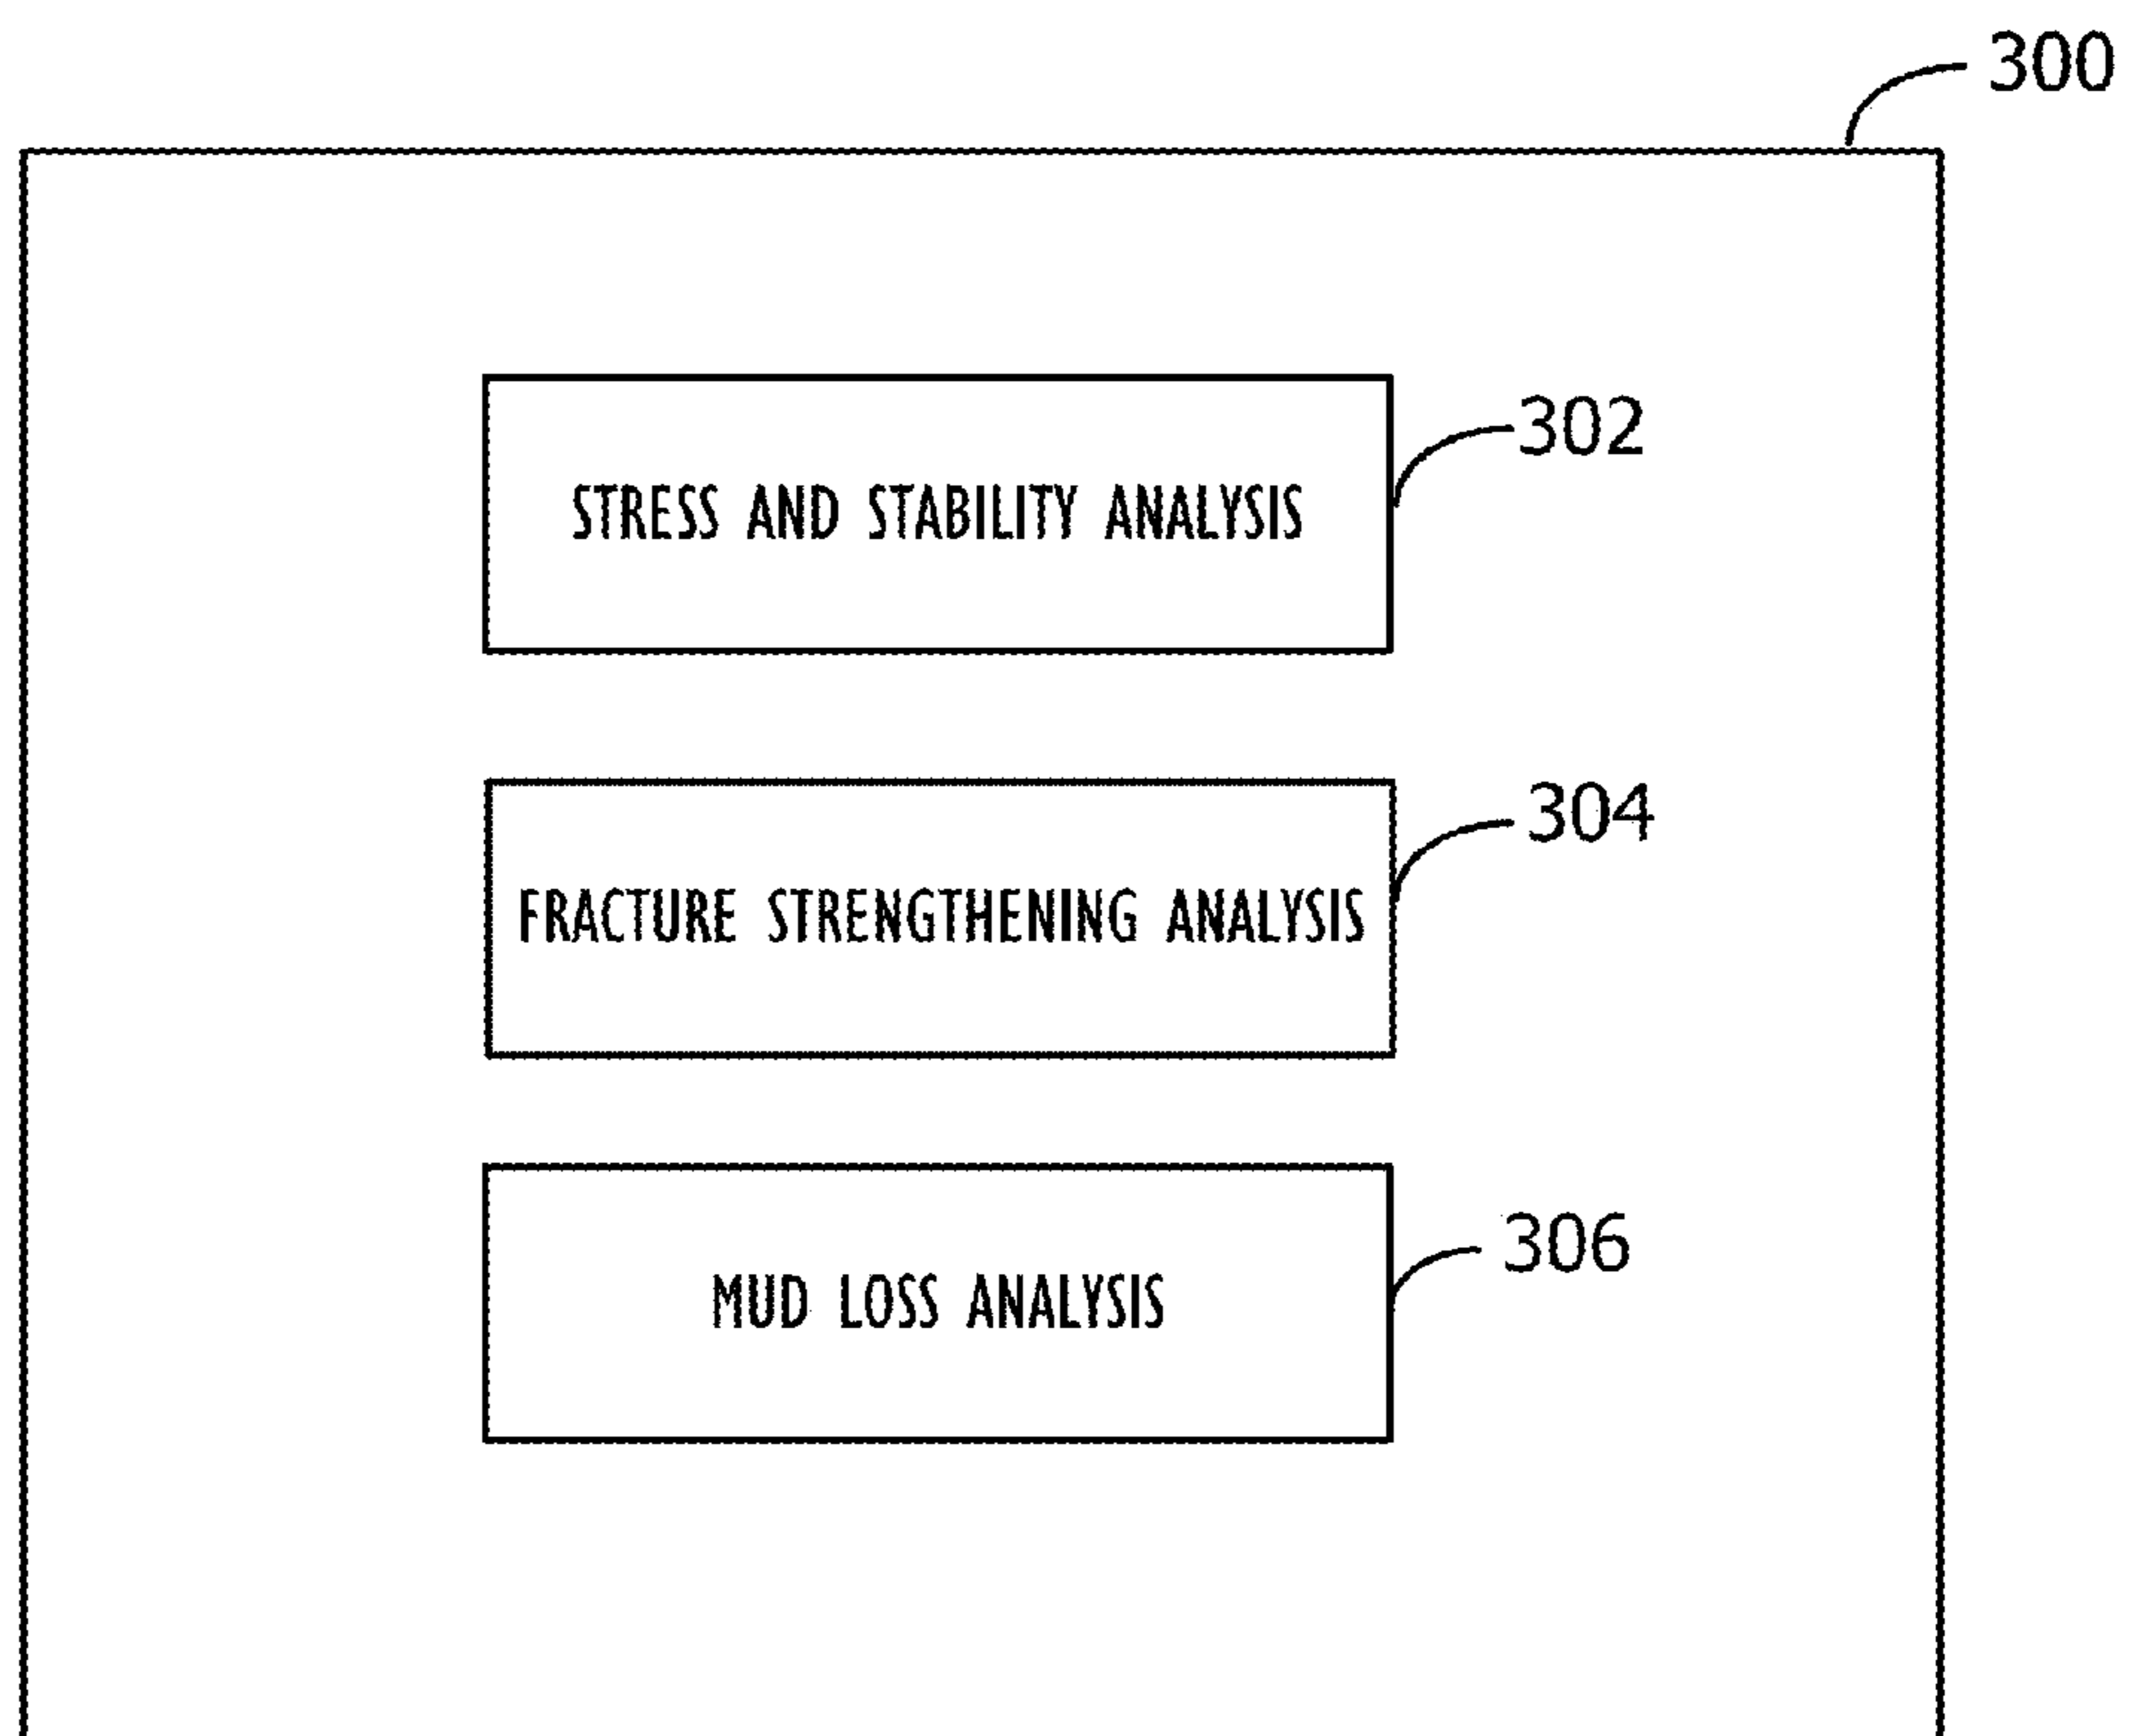 300
302
STRESS AND STABILITY ANALYSIS
304
FRACTURE STRENGTHENING ANALYSIS
306
MUD LOSS ANALYSIS